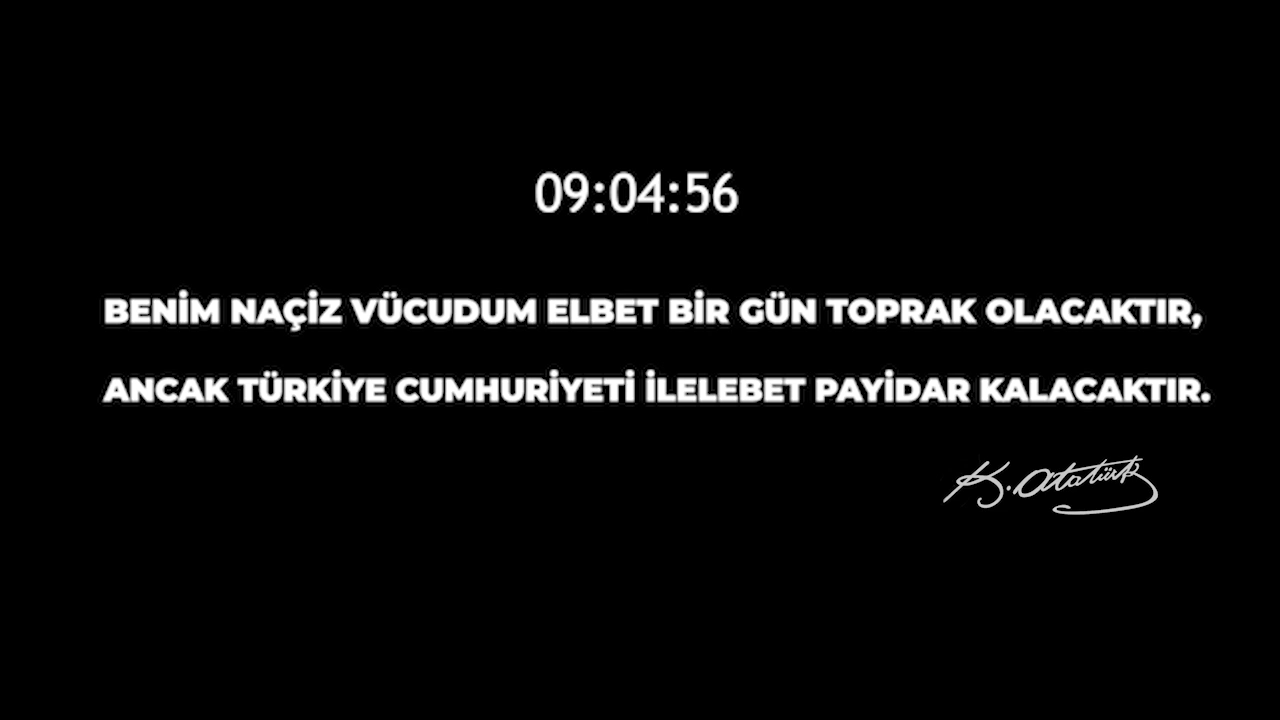 09:04:56
BENİM NAÇİZ VÜCUDUM ELBET BİR GÜN TOPRAK OLACAKTIR,
ANCAK TÜRKİYE CUMHURİYETİ İLELEBET PAYİDAR KALACAKTIR.
K. Atatürk